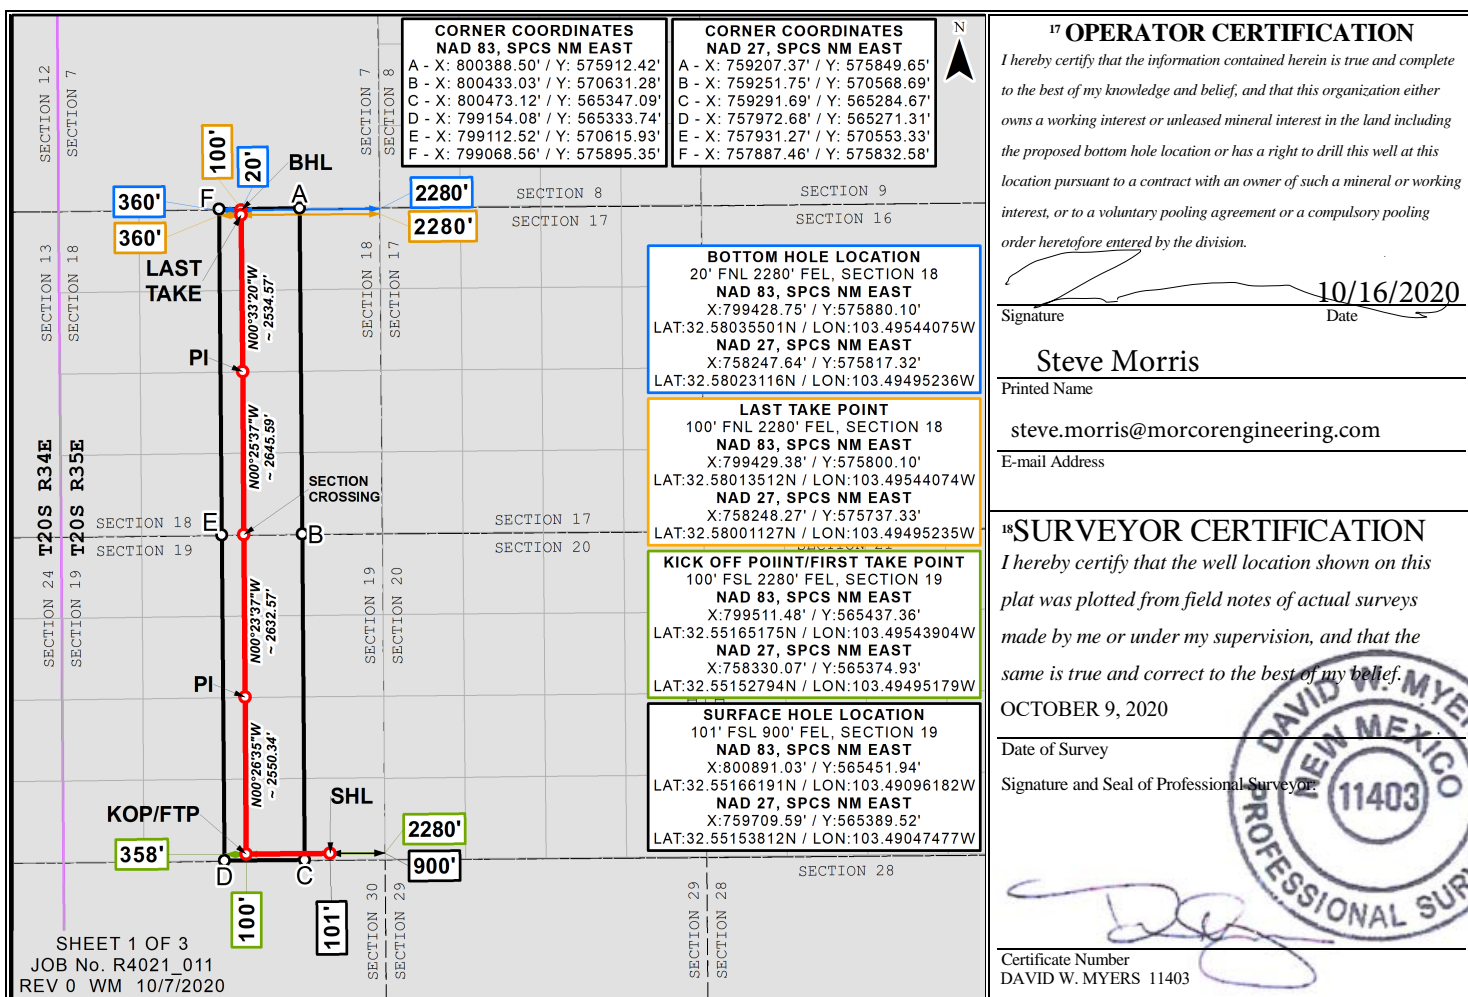 CORNER COORDINATES
NAD 83, SPCS NM EAST
A - X: 800388.50' / Y: 575912.42'
B - X: 800433.03' / Y: 570631.28'
C - X: 800473.12' / Y: 565347.09'
D - X: 799154.08' / Y: 565333.74'
E - X: 799112.52' / Y: 570615.93'
F - X: 799068.56' / Y: 575895.35'
CORNER COORDINATES
NAD 27, SPCS NM EAST
A - X: 759207.37' / Y: 575849.65'
B - X: 759251.75' / Y: 570568.69'
C - X: 759291.69' / Y: 565284.67'
D - X: 757972.68' / Y: 565271.31'
E - X: 757931.27' / Y: 570553.33'
F - X: 757887.46' / Y: 575832.58'
N
SECTION 12
SECTION 7
SECTION 7
SECTION 8
100'
20'
BHL
F
A
360'
2280'
SECTION 8
SECTION 9
360'
2280'
SECTION 17
SECTION 16
SECTION 13
SECTION 18
SECTION 18
SECTION 17
LAST
TAKE
N00°33'20"W
~ 2534.57'
PI
N00°25'37"W
~ 2645.59'
SECTION
CROSSING
T20S R34E
T20S R35E
SECTION 18
E
B
SECTION 17
SECTION 19
SECTION 20
SECTION 24
SECTION 19
SECTION 19
SECTION 20
N00°23'37"W
~ 2632.57'
PI
N00°26'35"W
~ 2550.34'
KOP/FTP
SHL
358'
2280'
900'
D
C
SECTION 28
100'
101'
SECTION 30
SECTION 29
SECTION 29
SECTION 28
SHEET 1 OF 3
JOB No. R4021_011
REV 0 WM 10/7/2020
BOTTOM HOLE LOCATION
20' FNL 2280' FEL, SECTION 18
NAD 83, SPCS NM EAST
X:799428.75' / Y:575880.10'
LAT:32.58035501N / LON:103.49544075W
NAD 27, SPCS NM EAST
X:758247.64' / Y:575817.32'
LAT:32.58023116N / LON:103.49495236W
LAST TAKE POINT
100' FNL 2280' FEL, SECTION 18
NAD 83, SPCS NM EAST
X:799429.38' / Y:575800.10'
LAT:32.58013512N / LON:103.49544074W
NAD 27, SPCS NM EAST
X:758248.27' / Y:575737.33'
LAT:32.58001127N / LON:103.49495235W
KICK OFF POIINT/FIRST TAKE POINT
100' FSL 2280' FEL, SECTION 19
NAD 83, SPCS NM EAST
X:799511.48' / Y:565437.36'
LAT:32.55165175N / LON:103.49543904W
NAD 27, SPCS NM EAST
X:758330.07' / Y:565374.93'
LAT:32.55152794N / LON:103.49495179W
SURFACE HOLE LOCATION
101' FSL 900' FEL, SECTION 19
NAD 83, SPCS NM EAST
X:800891.03' / Y:565451.94'
LAT:32.55166191N / LON:103.49096182W
NAD 27, SPCS NM EAST
X:759709.59' / Y:565389.52'
LAT:32.55153812N / LON:103.49047477W
17 OPERATOR CERTIFICATION
I hereby certify that the information contained herein is true and complete
to the best of my knowledge and belief, and that this organization either
owns a working interest or unleased mineral interest in the land including
the proposed bottom hole location or has a right to drill this well at this
location pursuant to a contract with an owner of such a mineral or working
interest, or to a voluntary pooling agreement or a compulsory pooling
order heretofore entered by the division.
10/16/2020
Signature Date
Steve Morris
Printed Name
steve.morris@morcorengineering.com
E-mail Address
18SURVEYOR CERTIFICATION
I hereby certify that the well location shown on this
plat was plotted from field notes of actual surveys
made by me or under my supervision, and that the
same is true and correct to the best of my belief.
OCTOBER 9, 2020
Date of Survey
Signature and Seal of Professional Surveyor:
DAVID W. MYE
NEW MEXICO
11403
PROFESSIONAL SURV
Certificate Number
DAVID W. MYERS 11403